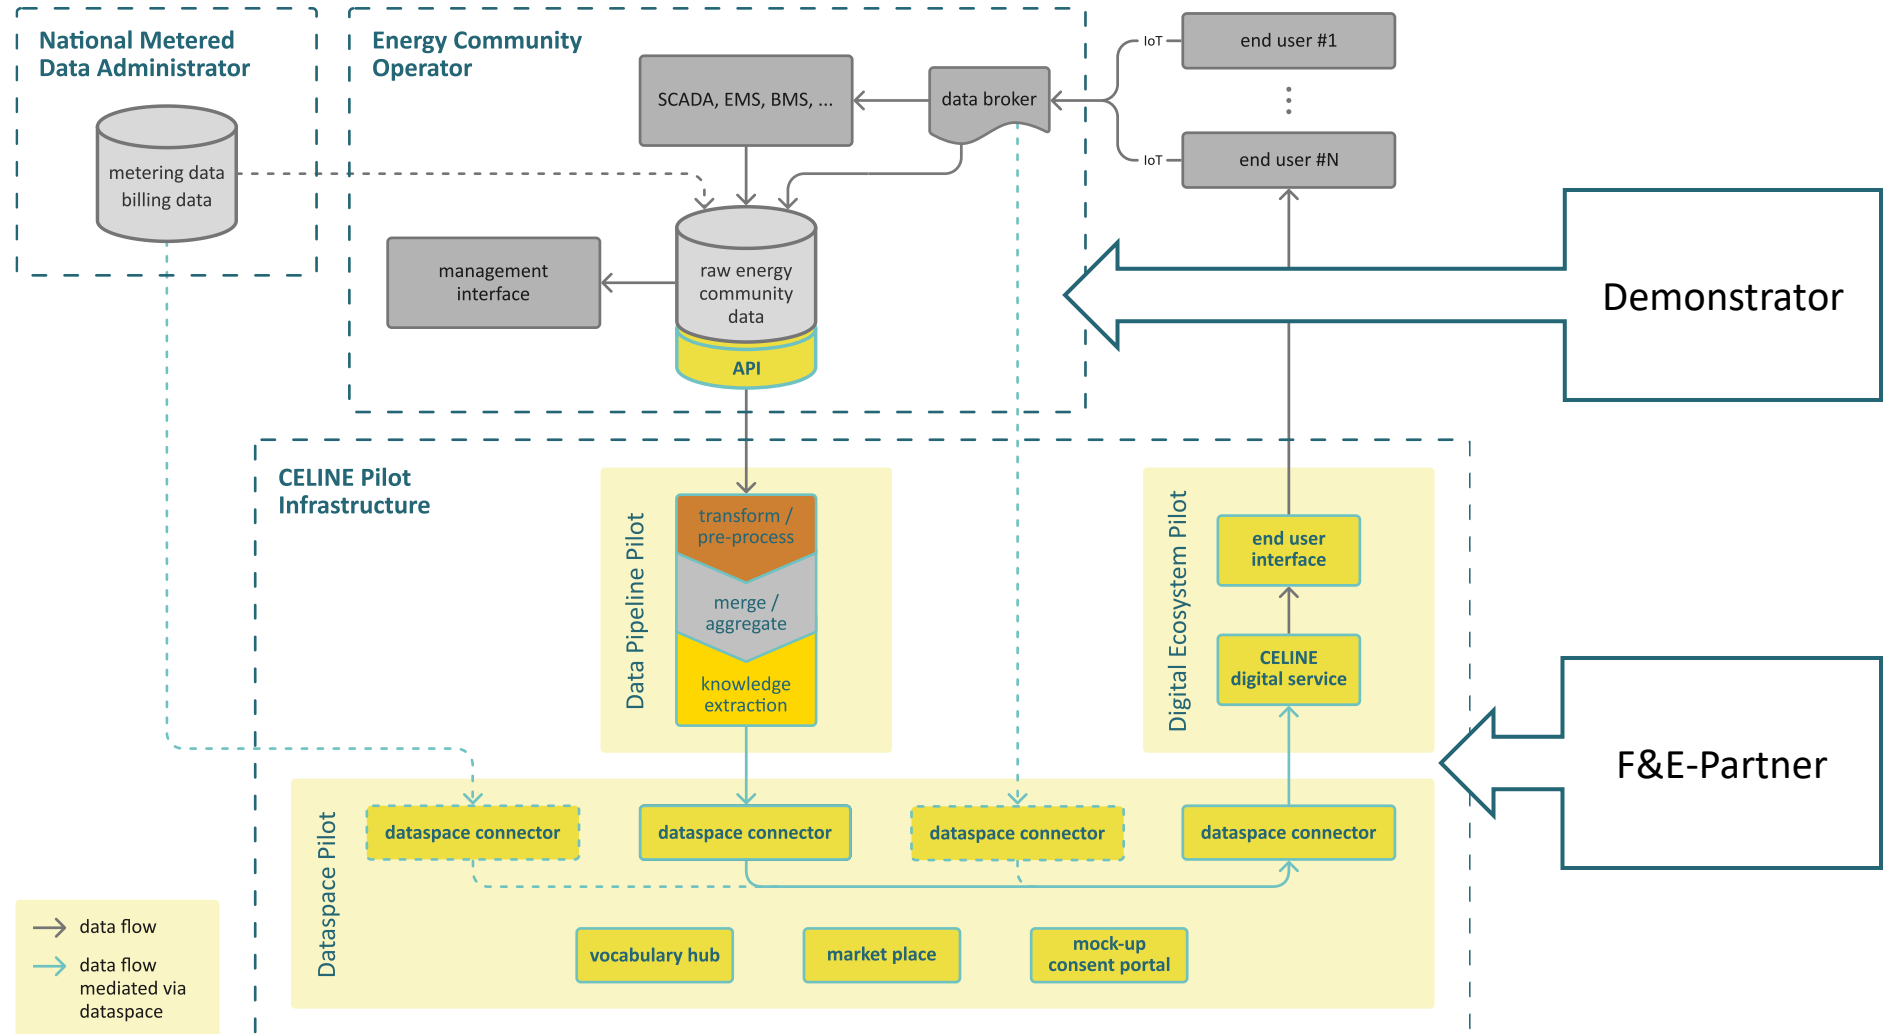 National Metered
Data Administrator
metering data
billing data
Energy Community
Operator
SCADA, EMS, BMS, ...
data broker
IoT
end user #1
IoT
end user #N
management
interface
raw energy
community
data
API
Demonstrator
CELINE Pilot
Infrastructure
Data Pipeline Pilot
transform /
pre-process
merge /
aggregate
knowledge
extraction
Digital Ecosystem Pilot
end user
interface
CELINE
digital service
F&E-Partner
Dataspace Pilot
dataspace connector
dataspace connector
dataspace connector
dataspace connector
vocabulary hub
market place
mock-up
consent portal
data flow
data flow
mediated via
dataspace